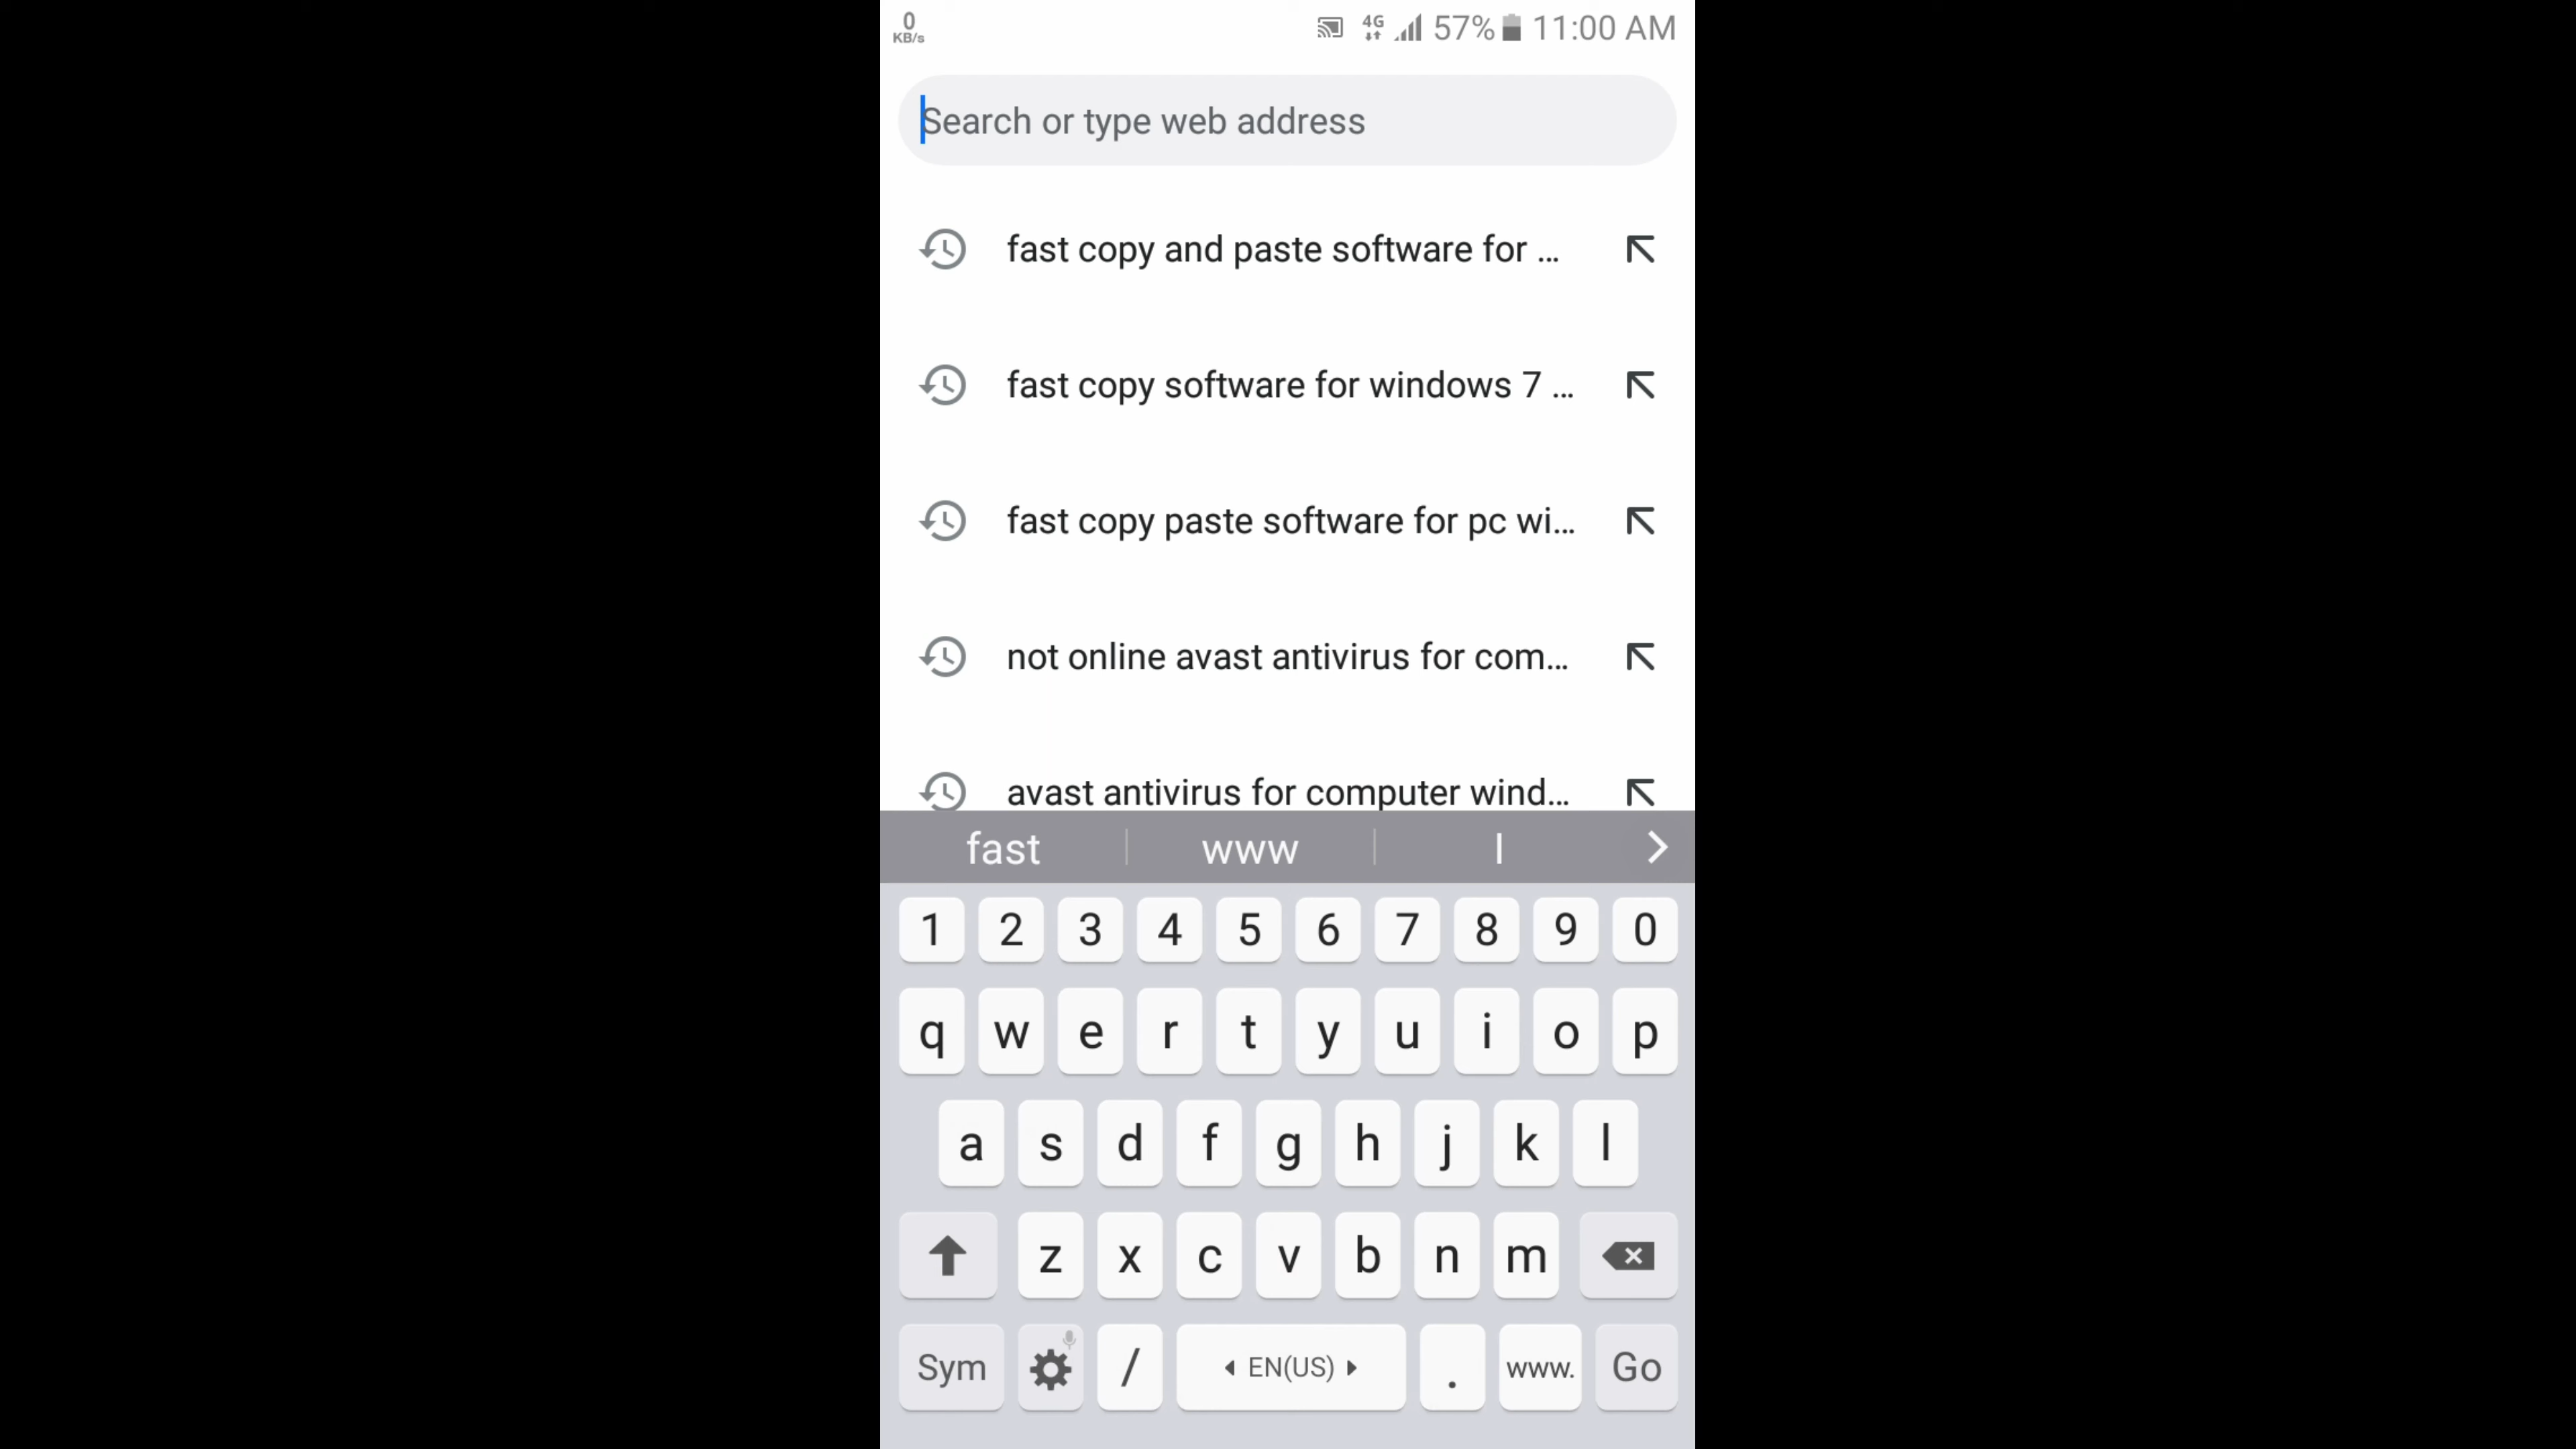 0
KB/s
4G 57% 11:00 AM
Search or type web address
fast copy and paste software for ...
fast copy software for windows 7 ...
fast copy paste software for pc wi...
not online avast antivirus for com...
avast antivirus for computer wind...
fast www I
1 2 3 4 5 6 7 8 9 0
q w e r t y u i o p
a s d f g h j k l
z x c v b n m
Sym / EN(US) . www. Go